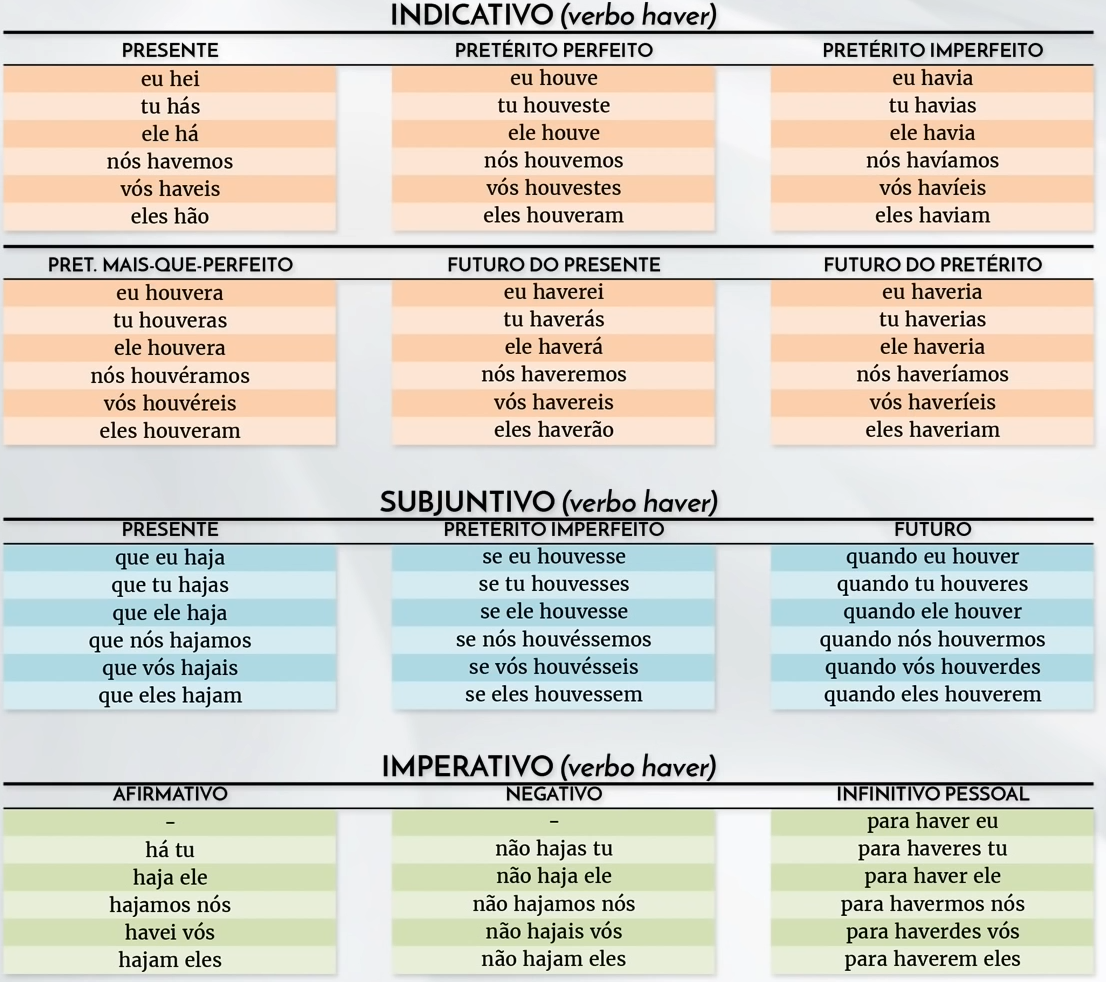 INDICATIVO (verbo haver)
PRESENTE
eu hei
tu hás
ele há
nós havemos
vós haveis
eles hão
PRETÉRITO PERFEITO
eu houve
tu houveste
ele houve
nós houvemos
vós houvestes
eles houveram
PRETÉRITO IMPERFEITO
eu havia
tu havias
ele havia
nós havíamos
vós havíeis
eles haviam
PRET. MAIS-QUE-PERFEITO
eu houvera
tu houveras
ele houvera
nós houvéramos
vós houvéreis
eles houveram
FUTURO DO PRESENTE
eu haverei
tu haverás
ele haverá
nós haveremos
vós havereis
eles haverão
FUTURO DO PRETÉRITO
eu haveria
tu haverias
ele haveria
nós haveríamos
vós haveríeis
eles haveriam
SUBJUNTIVO (verbo haver)
PRESENTE
que eu haja
que tu hajas
que ele haja
que nós hajamos
que vós hajais
que eles hajam
PRETÉRITO IMPERFEITO
se eu houvesse
se tu houvesses
se ele houvesse
se nós houvéssemos
se vós houvésseis
se eles houvessem
FUTURO
quando eu houver
quando tu houveres
quando ele houver
quando nós houvermos
quando vós houverdes
quando eles houverem
IMPERATIVO (verbo haver)
AFIRMATIVO
–
há tu
haja ele
hajamos nós
havei vós
hajam eles
NEGATIVO
–
não hajas tu
não haja ele
não hajamos nós
não hajais vós
não hajam eles
INFINITIVO PESSOAL
para haver eu
para haveres tu
para haver ele
para havermos nós
para haverdes vós
para haverem eles